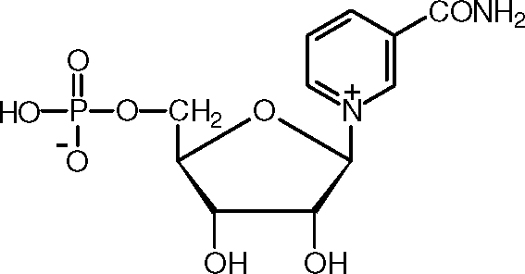 CONH2
O
+
HO P O CH2 O N
- O
OH OH